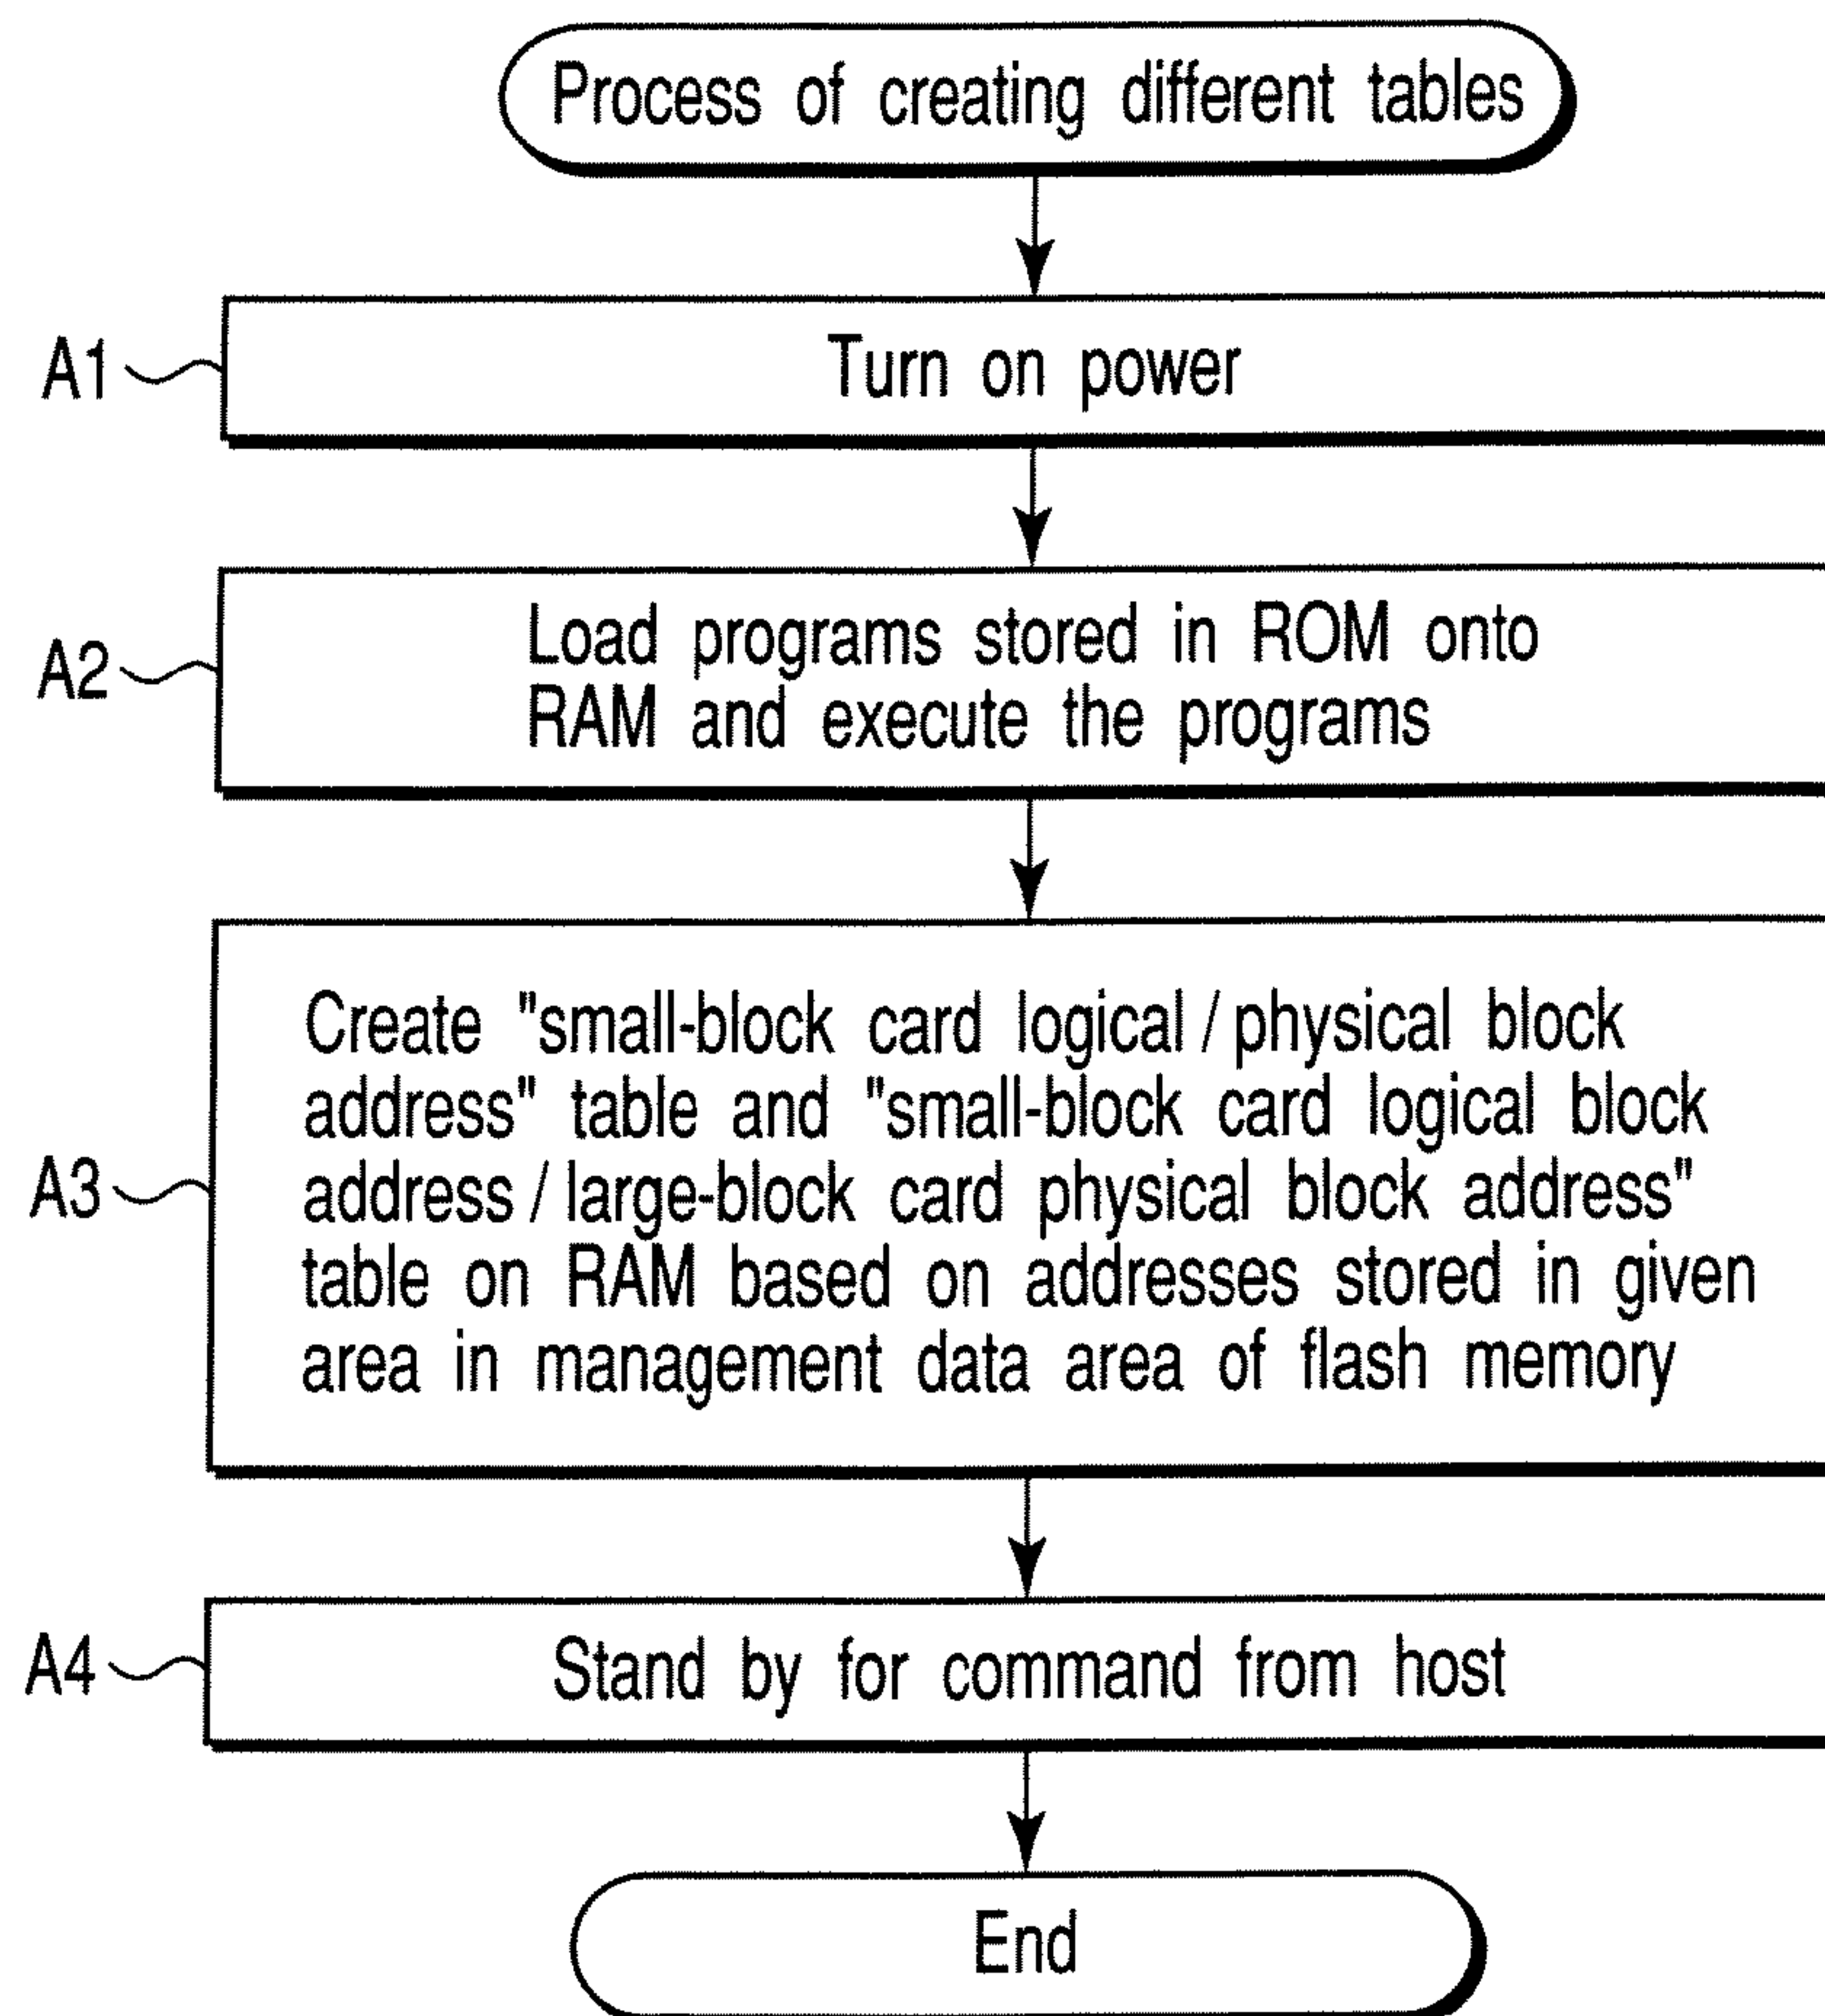 Process of creating different tables
A1
Turn on power
A2
Load programs stored in ROM onto
RAM and execute the programs
A3
Create "small-block card logical / physical block
address" table and "small-block card logical block
address / large-block card physical block address"
table on RAM based on addresses stored in given
area in management data area of flash memory
A4
Stand by for command from host
End